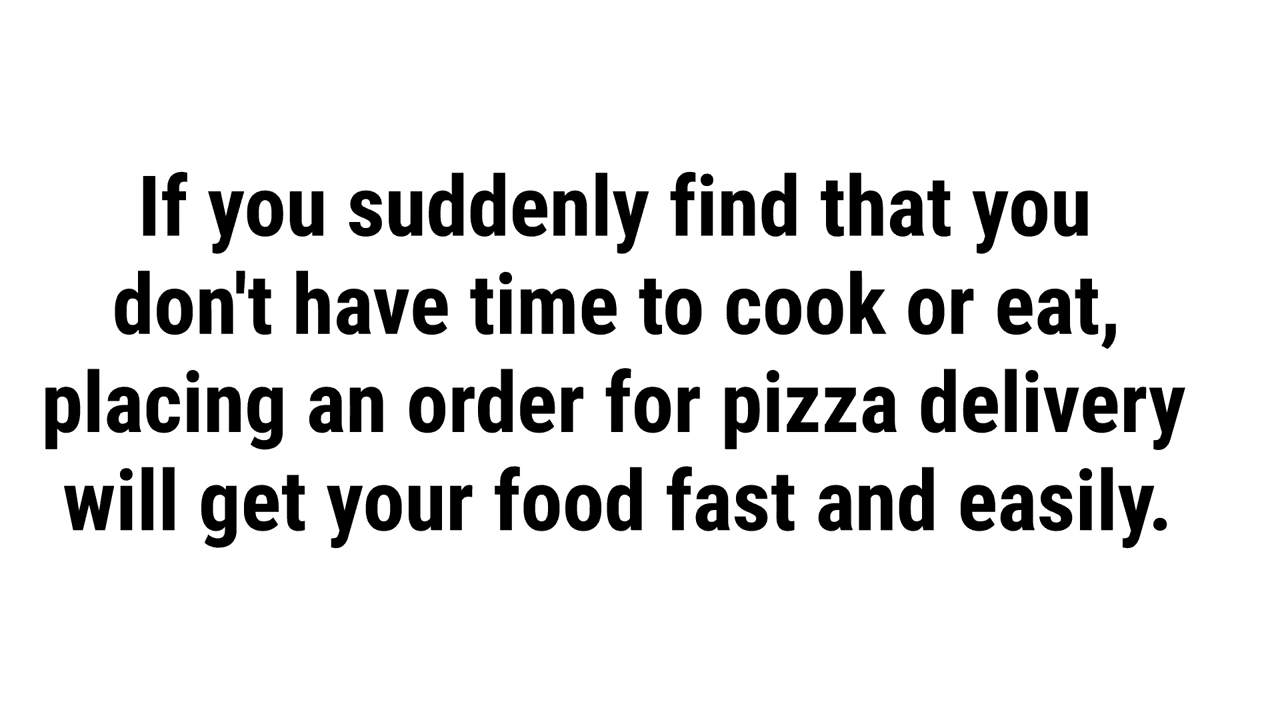 If you suddenly find that you
don't have time to cook or eat,
placing an order for pizza delivery
will get your food fast and easily.